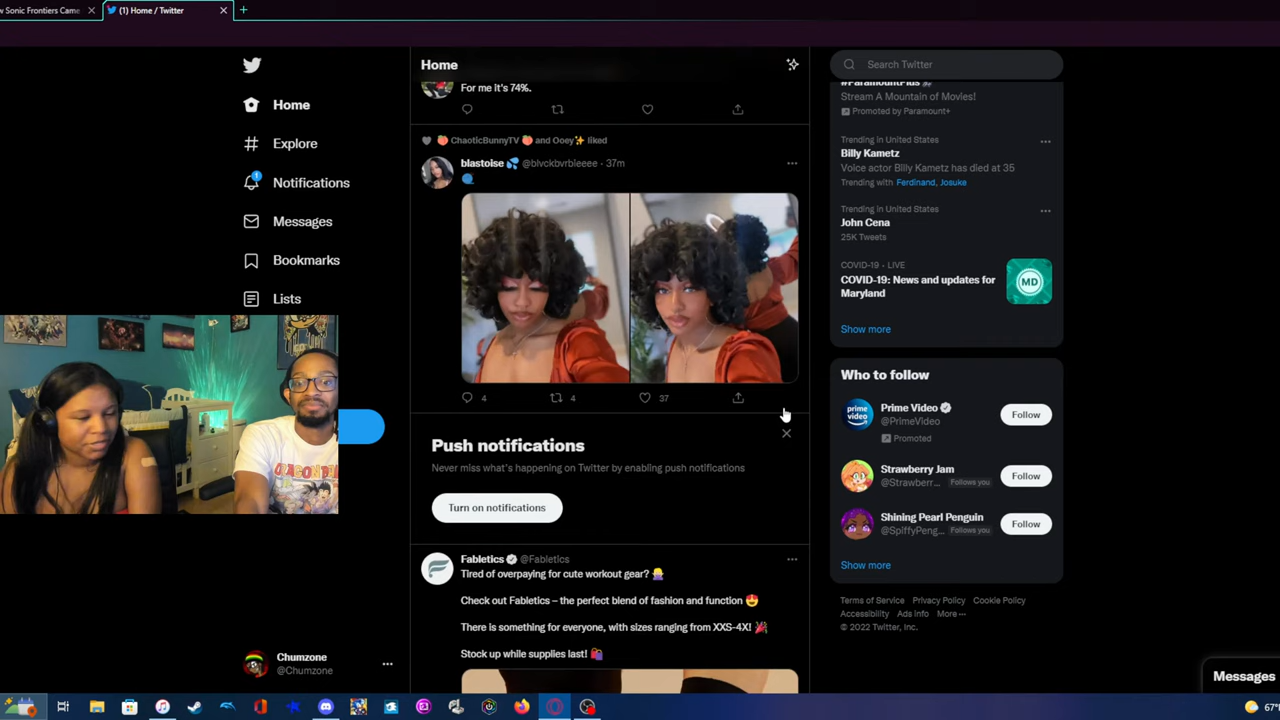 w Sonic Frontiers Came
(1) Home / Twitter
Home
Explore
Notifications
1
Messages
Bookmarks
Lists
Chumzone
@Chumzone
Home
For me it's 74%.
ChaoticBunnyTV and Ooey liked
blastoise @blvckbvrbieeee · 37m
4
4
37
Push notifications
Never miss what's happening on Twitter by enabling push notifications
Turn on notifications
Fabletics @Fabletics
Tired of overpaying for cute workout gear?
Check out Fabletics – the perfect blend of fashion and function
There is something for everyone, with sizes ranging from XXS-4X!
Stock up while supplies last!
Search Twitter
#ParamountPlus
Stream A Mountain of Movies!
Promoted by Paramount+
Trending in United States
Billy Kametz
Voice actor Billy Kametz has died at 35
Trending with Ferdinand, Josuke
Trending in United States
John Cena
25K Tweets
COVID-19 · LIVE
COVID-19: News and updates for
Maryland
MD
Show more
Who to follow
prime video
Prime Video
@PrimeVideo
Promoted
Follow
Strawberry Jam
@Strawberr... Follows you
Follow
Shining Pearl Penguin
@SpiffyPeng... Follows you
Follow
Show more
Terms of Service Privacy Policy Cookie Policy
Accessibility Ads info More ···
© 2022 Twitter, Inc.
Messages
67°